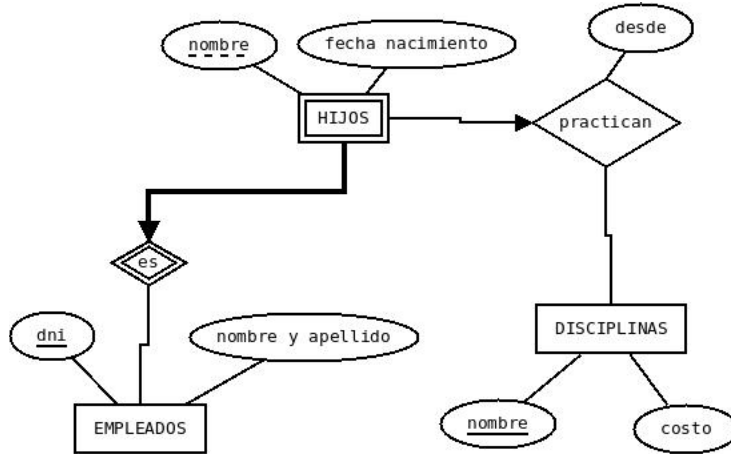 desde
nombre
fecha nacimiento
HIJOS
practican
es
dni
nombre y apellido
DISCIPLINAS
EMPLEADOS
nombre
costo